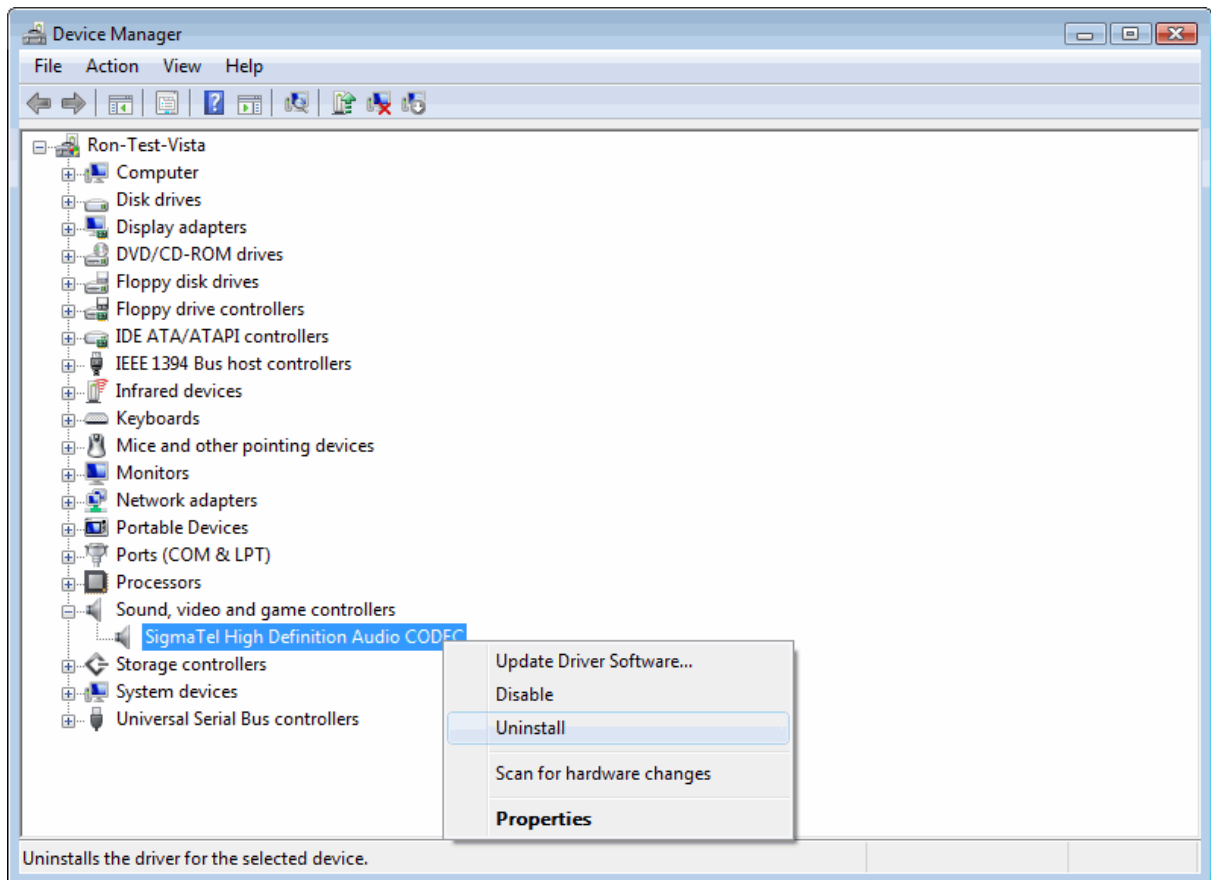 Device Manager
File Action View Help
Ron-Test-Vista
Computer
Disk drives
Display adapters
DVD/CD-ROM drives
Floppy disk drives
Floppy drive controllers
IDE ATA/ATAPI controllers
IEEE 1394 Bus host controllers
Infrared devices
Keyboards
Mice and other pointing devices
Monitors
Network adapters
Portable Devices
Ports (COM & LPT)
Processors
Sound, video and game controllers
SigmaTel High Definition Audio CODEC
Storage controllers
System devices
Universal Serial Bus controllers
Update Driver Software...
Disable
Uninstall
Scan for hardware changes
Properties
Uninstalls the driver for the selected device.